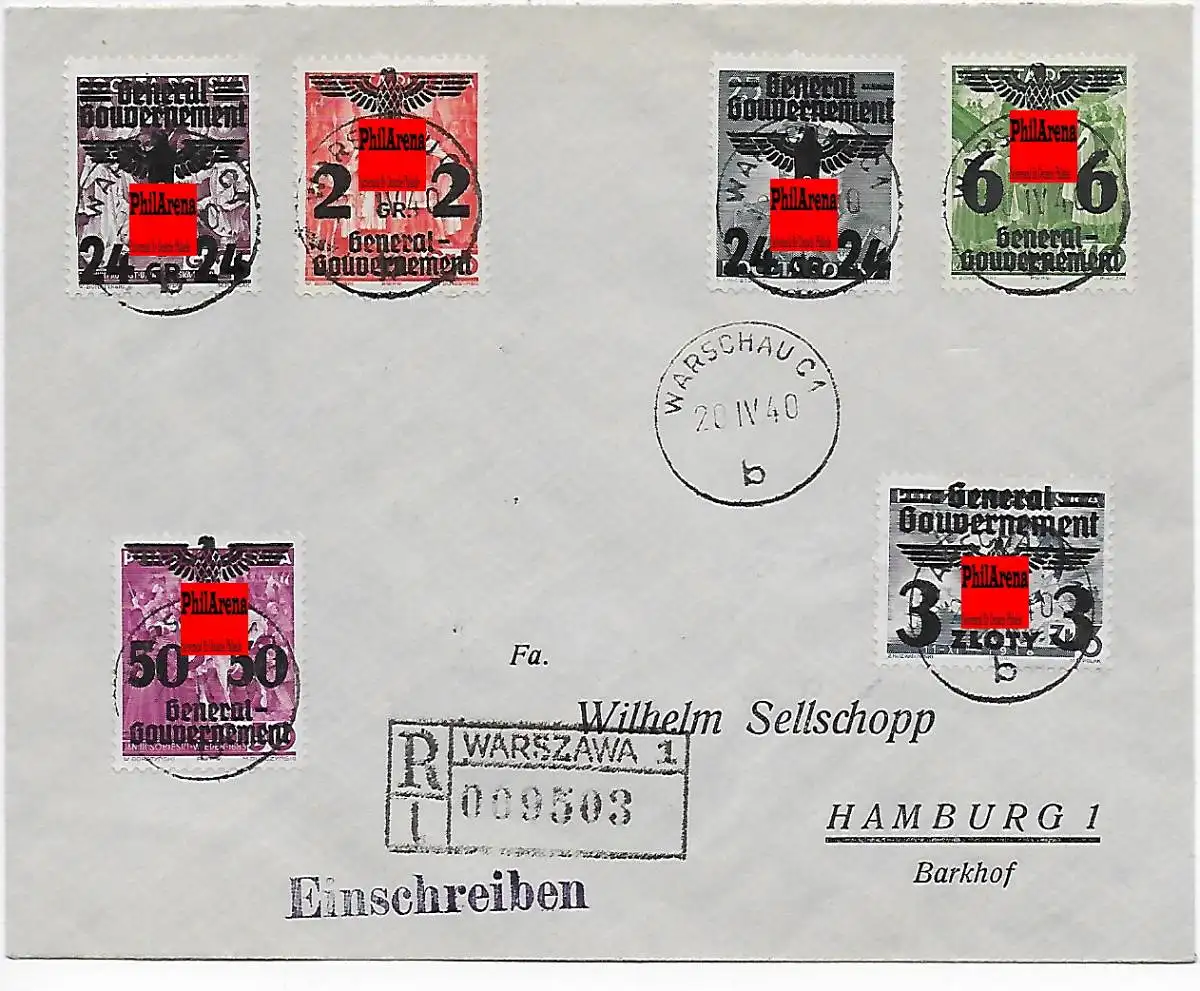 General
Gouvernement
PhilArena
24 GR 24
PhilArena
2 2
GR.
General-
Gouvernement
General
Gouvernement
PhilArena
24 24
PhilArena
6 6
General-
Gouvernement
WARSCHAU C1
20 IV 40
b
PhilArena
50 50
General-
Gouvernement
General
Gouvernement
PhilArena
3 3
ZŁOTY
b
Fa.
Wilhelm Sellschopp
R WARSZAWA 1
1 009503
HAMBURG 1
Barkhof
Einschreiben